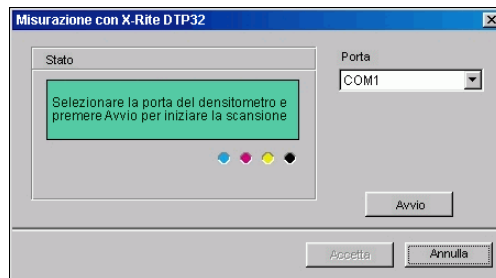 Misurazione con X-Rite DTP32
Stato
Selezionare la porta del densitometro e
premere Avvio per iniziare la scansione
Porta
COM1
Avvio
Accetta
Annulla